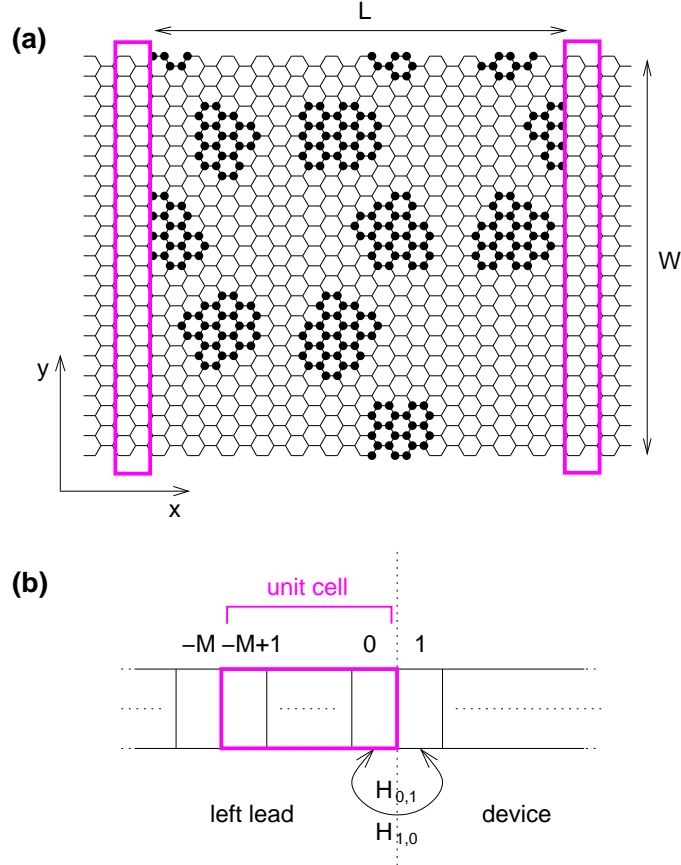 (a)
L
W
y
x
(b)
unit cell
–M –M+1 0 1
H0,1
H1,0
left lead device